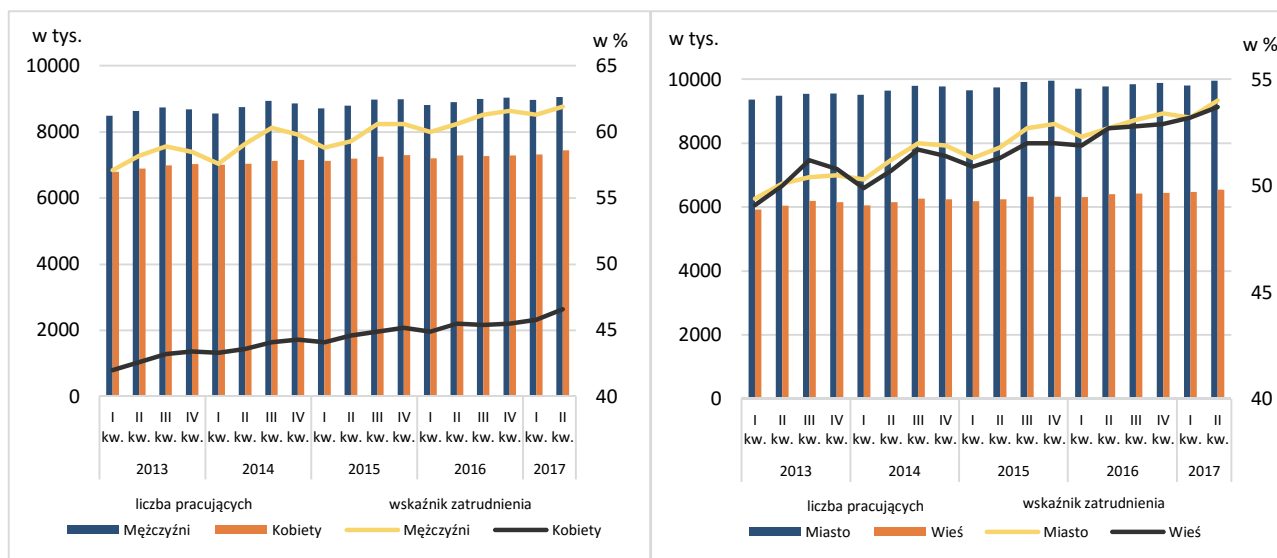 w tys.
w %
10000
8000
6000
4000
2000
0
65
60
55
50
45
40
I II III IV I II III IV I II III IV I II III IV I II
kw. kw. kw. kw. kw. kw. kw. kw. kw. kw. kw. kw. kw. kw. kw. kw. kw. kw.
2013 2014 2015 2016 2017
liczba pracujących wskaźnik zatrudnienia
Mężczyźni Kobiety Mężczyźni Kobiety
w tys.
w %
10000
8000
6000
4000
2000
0
55
50
45
40
I II III IV I II III IV I II III IV I II III IV I II
kw. kw. kw. kw. kw. kw. kw. kw. kw. kw. kw. kw. kw. kw. kw. kw. kw. kw.
2013 2014 2015 2016 2017
liczba pracujących wskaźnik zatrudnienia
Miasto Wieś Miasto Wieś